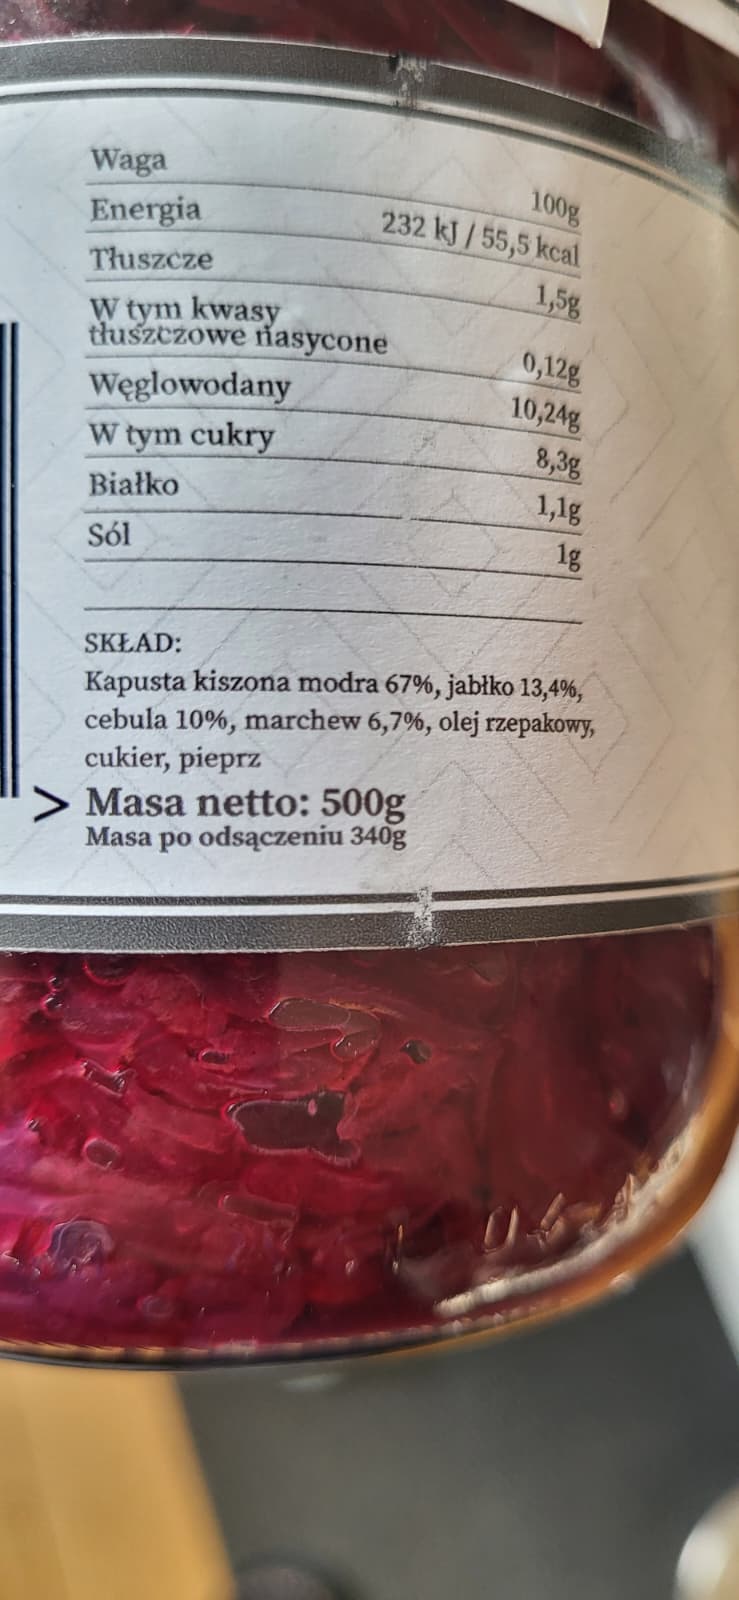 Waga 100g
Energia 232 kJ / 55,5 kcal
Tłuszcze 1,5g
W tym kwasy
tłuszczowe nasycone 0,12g
Węglowodany 10,24g
W tym cukry 8,3g
Białko 1,1g
Sól 1g
SKŁAD:
Kapusta kiszona modra 67%, jabłko 13,4%,
cebula 10%, marchew 6,7%, olej rzepakowy,
cukier, pieprz
> Masa netto: 500g
Masa po odsączeniu 340g